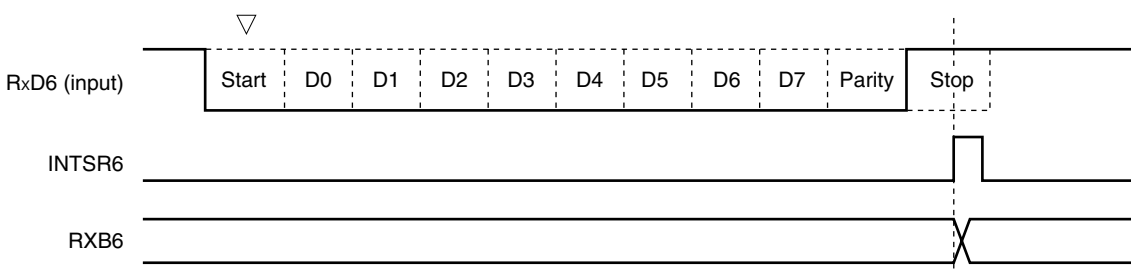 RxD6 (input) Start D0 D1 D2 D3 D4 D5 D6 D7 Parity Stop
INTSR6
RXB6